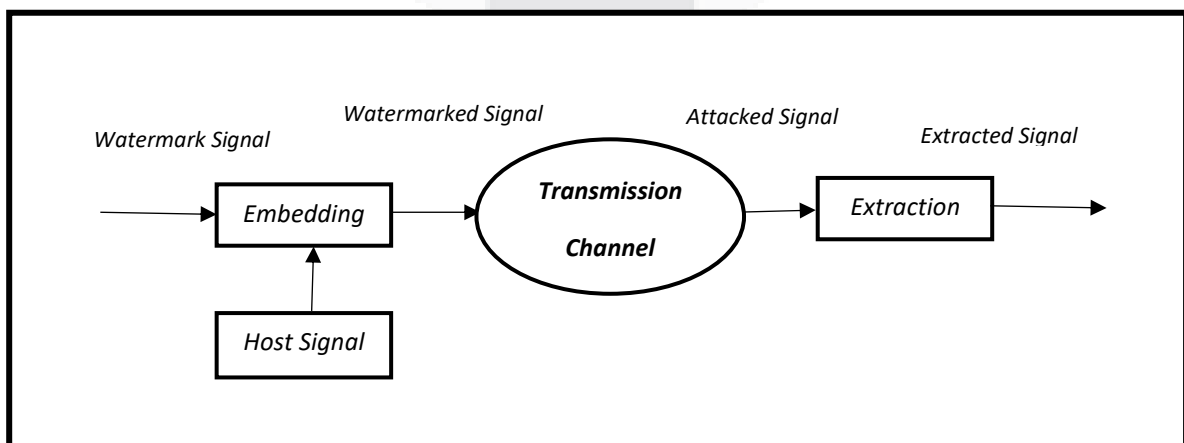 Watermark Signal
Watermarked Signal
Attacked Signal
Extracted Signal
Embedding
Transmission
Channel
Extraction
Host Signal